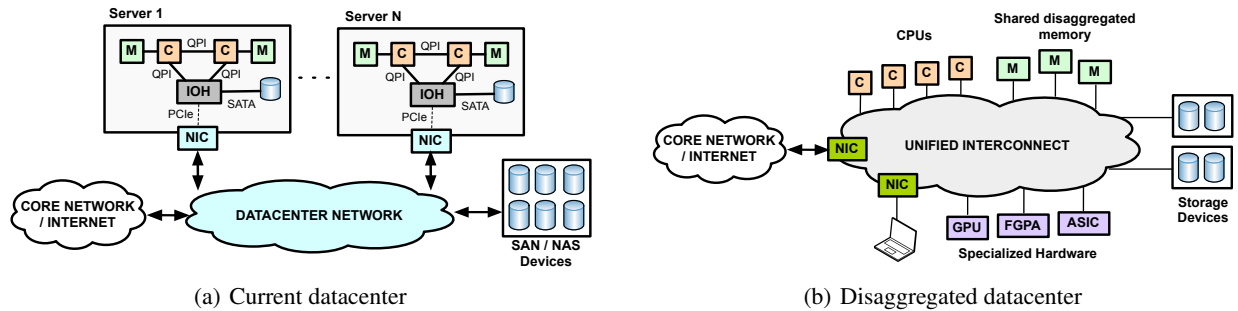 Server 1
M
C
QPI
C
M
QPI
QPI
IOH
SATA
PCIe
NIC
. . .
Server N
M
C
QPI
C
M
QPI
QPI
IOH
SATA
PCIe
NIC
CORE NETWORK
/ INTERNET
DATACENTER NETWORK
SAN / NAS
Devices
(a) Current datacenter
CPUs
Shared disaggregated
memory
C
C
C
C
M
M
M
CORE NETWORK
/ INTERNET
NIC
UNIFIED INTERCONNECT
NIC
GPU
FGPA
ASIC
Specialized Hardware
Storage
Devices
(b) Disaggregated datacenter